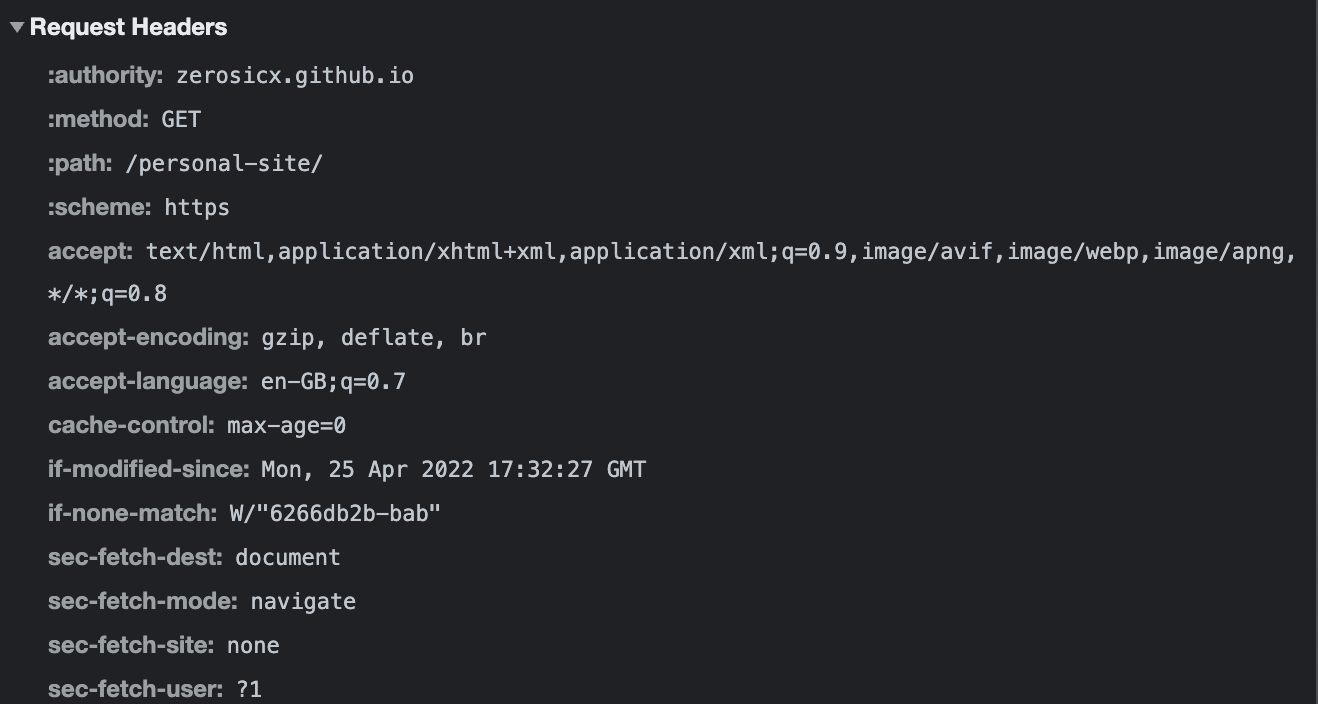 Request Headers
:authority: zerosicx.github.io
:method: GET
:path: /personal-site/
:scheme: https
accept: text/html,application/xhtml+xml,application/xml;q=0.9,image/avif,image/webp,image/apng,
*/*;q=0.8
accept-encoding: gzip, deflate, br
accept-language: en-GB;q=0.7
cache-control: max-age=0
if-modified-since: Mon, 25 Apr 2022 17:32:27 GMT
if-none-match: W/"6266db2b-bab"
sec-fetch-dest: document
sec-fetch-mode: navigate
sec-fetch-site: none
sec-fetch-user: ?1